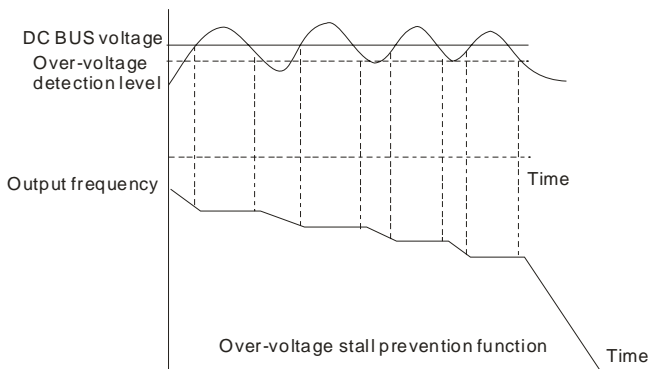 DC BUS voltage
Over-voltage
detection level
Output frequency
Time
Over-voltage stall prevention function
Time